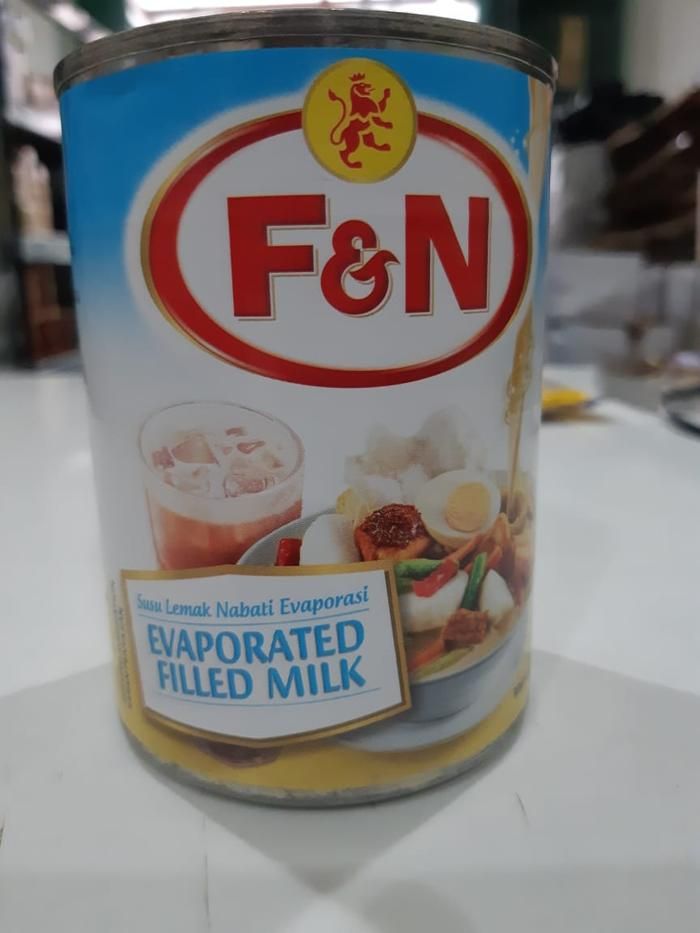 F&N
Susu Lemak Nabati Evaporasi
EVAPORATED
FILLED MILK